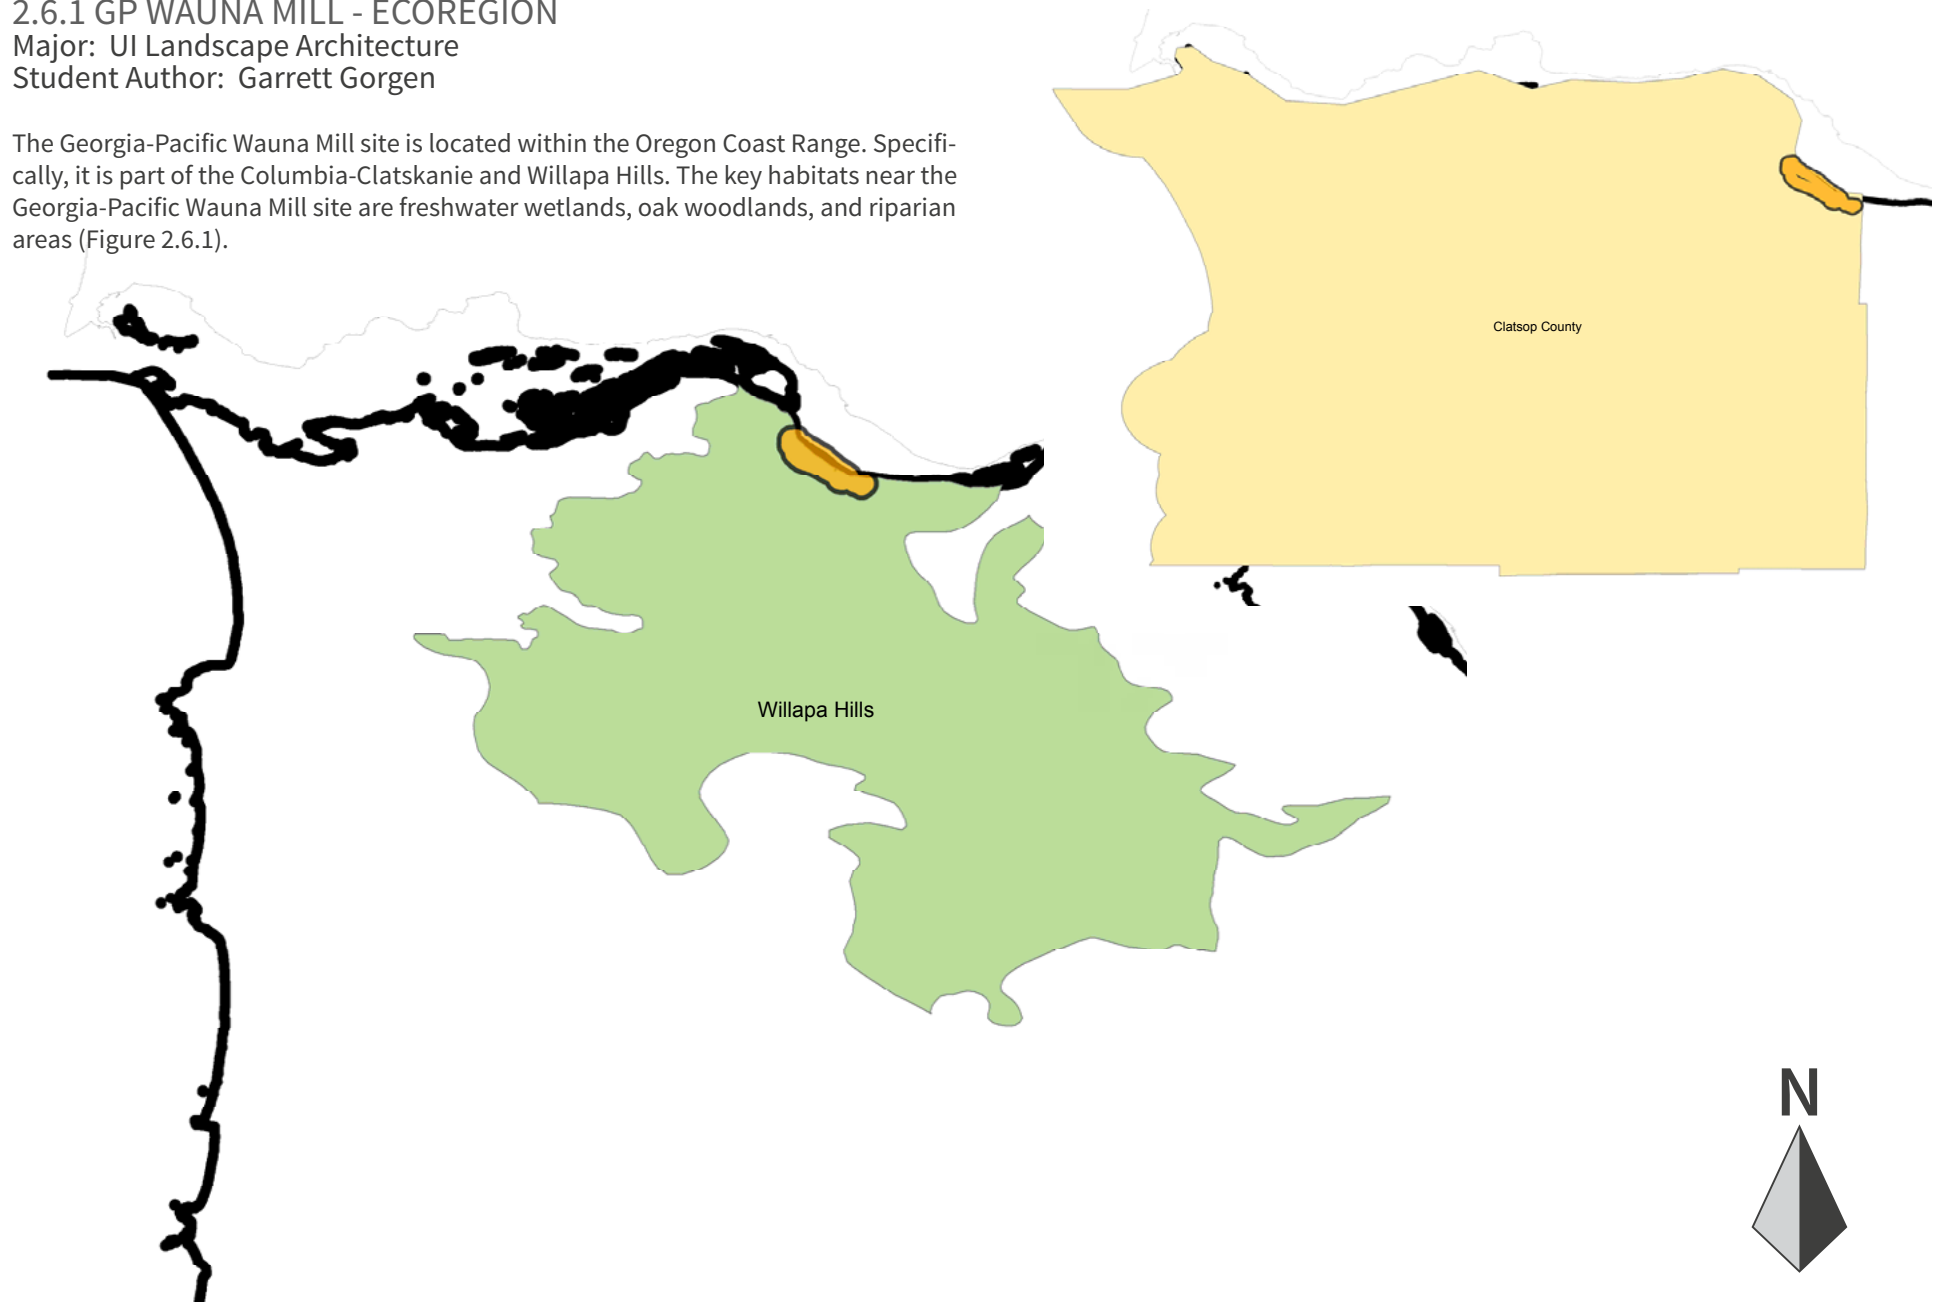 2.6.1 GP WAUNA MILL - ECOREGION
Major:  UI Landscape Architecture
Student Author:  Garrett Gorgen
The Georgia-Pacific Wauna Mill site is located within the Oregon Coast Range. Specifi-
cally, it is part of the Columbia-Clatskanie and Willapa Hills. The key habitats near the
Georgia-Pacific Wauna Mill site are freshwater wetlands, oak woodlands, and riparian
areas (Figure 2.6.1).
Clatsop County
Willapa Hills
N